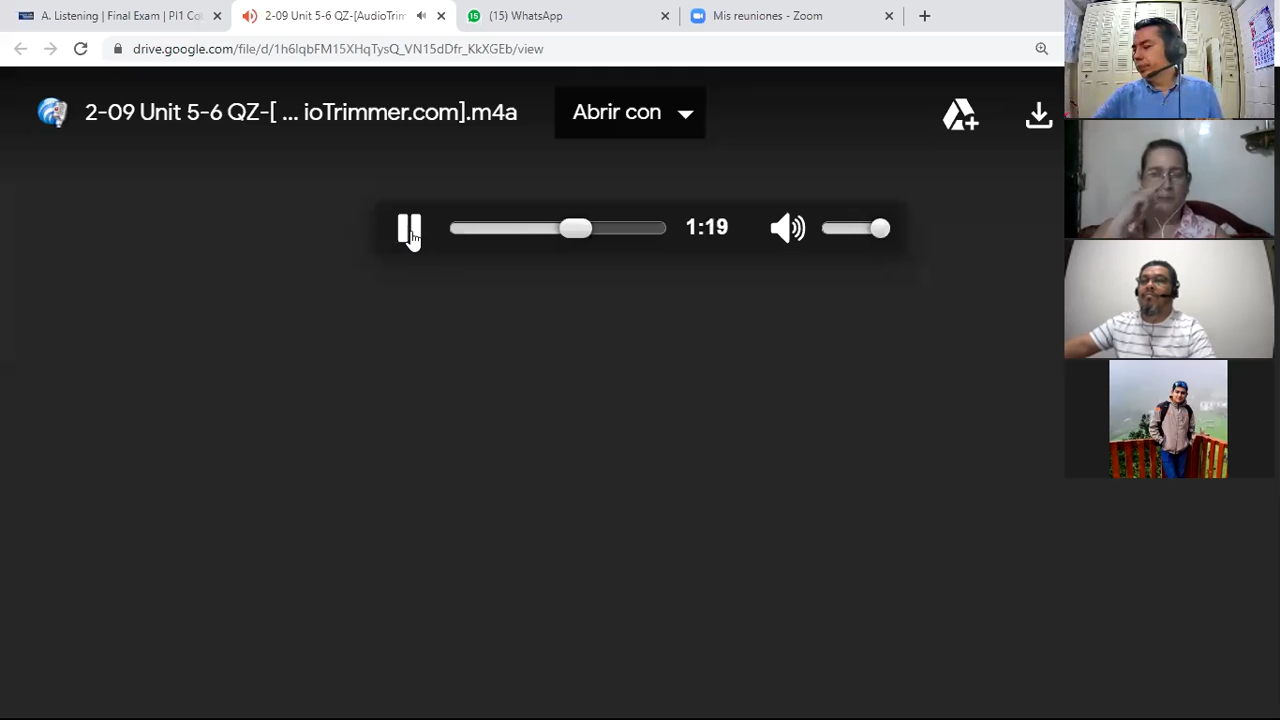 A. Listening | Final Exam | PI1 Co
2-09 Unit 5-6 QZ-[AudioTrim
(15) WhatsApp
Mis reuniones - Zoom
drive.google.com/file/d/1h6lqbFM15XHqTysQ_VNT5htDfr_KkXGEb/view
2-09 Unit 5-6 QZ-[ ... ioTrimmer.com].m4a
Abrir con
1:19